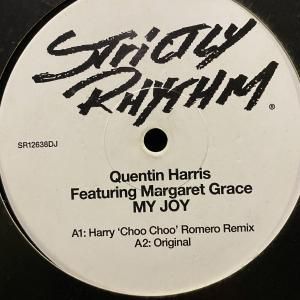 STRICTLY
RHYTHM®
SR12638DJ
Quentin Harris
Featuring Margaret Grace
MY JOY
A1: Harry ‘Choo Choo’ Romero Remix
A2: Original